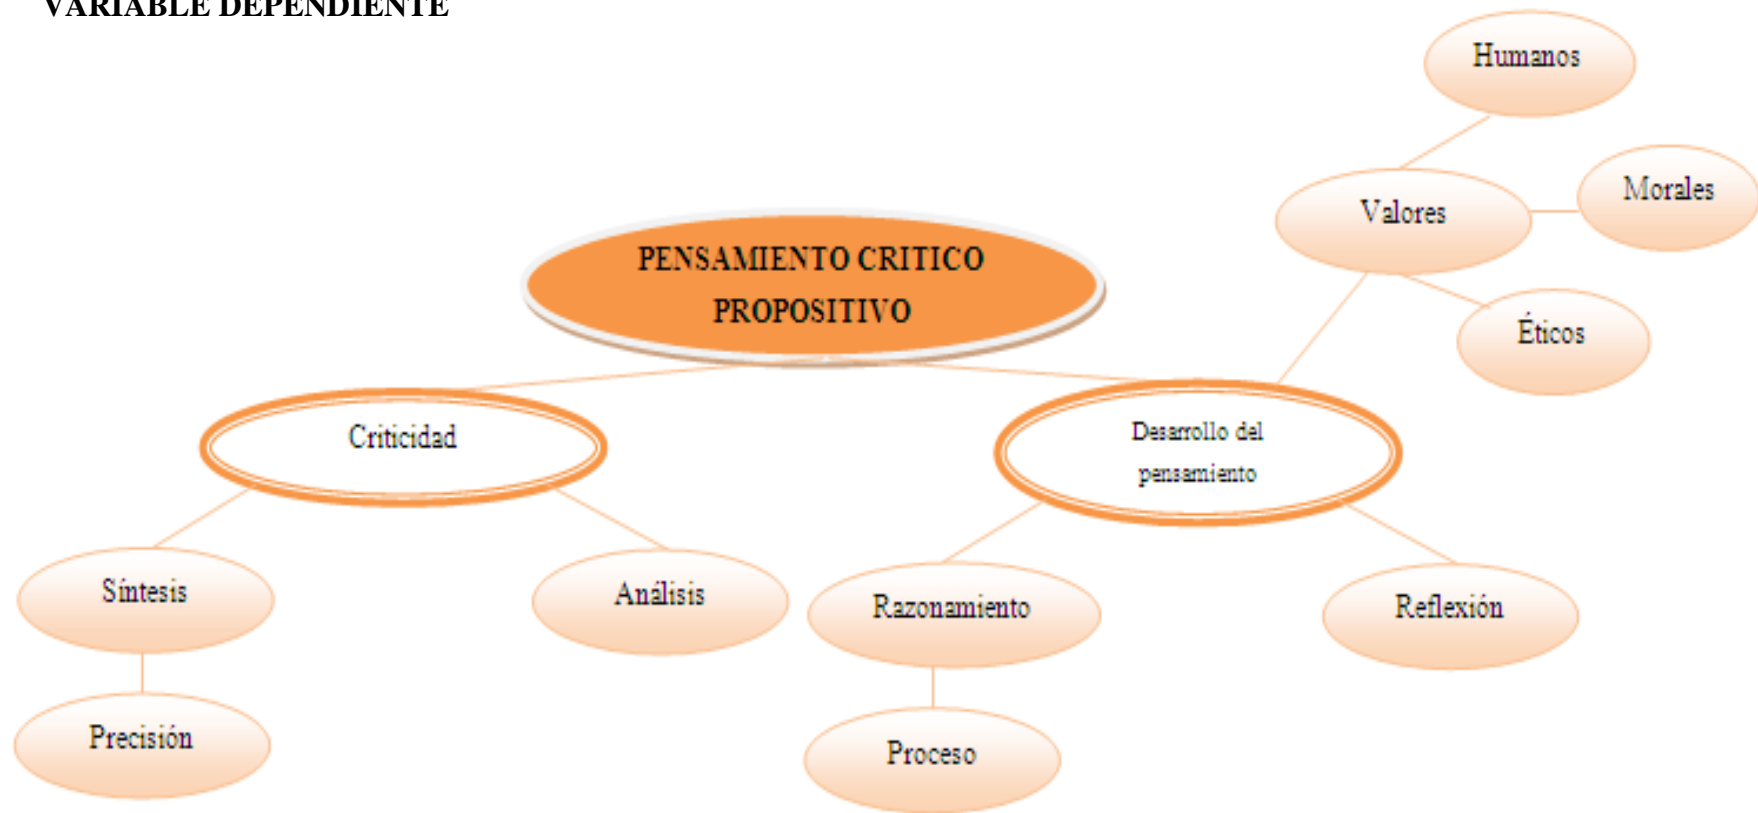 VARIABLE DEPENDIENTE
Humanos
Morales
Valores
PENSAMIENTO CRITICO
PROPOSITIVO
Éticos
Criticidad
Desarrollo del
pensamiento
Síntesis
Análisis
Razonamiento
Reflexión
Precisión
Proceso